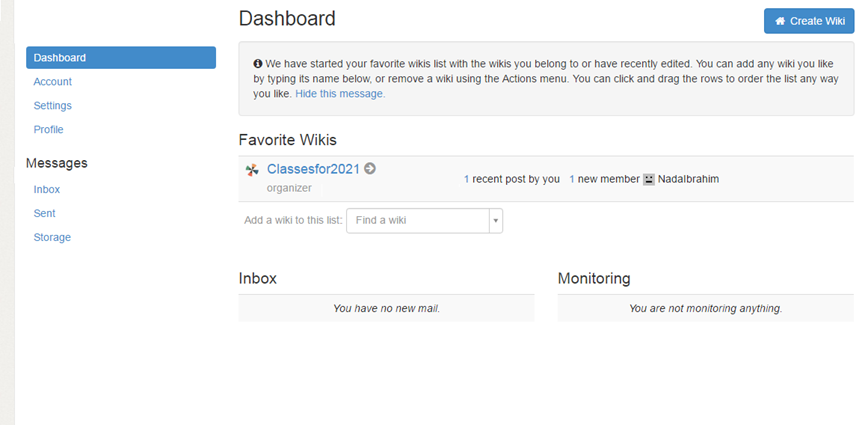 Dashboard
Create Wiki
Dashboard
Account
Settings
Profile
Messages
Inbox
Sent
Storage
We have started your favorite wikis list with the wikis you belong to or have recently edited. You can add any wiki you like
by typing its name below, or remove a wiki using the Actions menu. You can click and drag the rows to order the list any way
you like. Hide this message.
Favorite Wikis
Classesfor2021
organizer
1 recent post by you 1 new member NadaIbrahim
Add a wiki to this list: Find a wiki
Inbox
You have no new mail.
Monitoring
You are not monitoring anything.